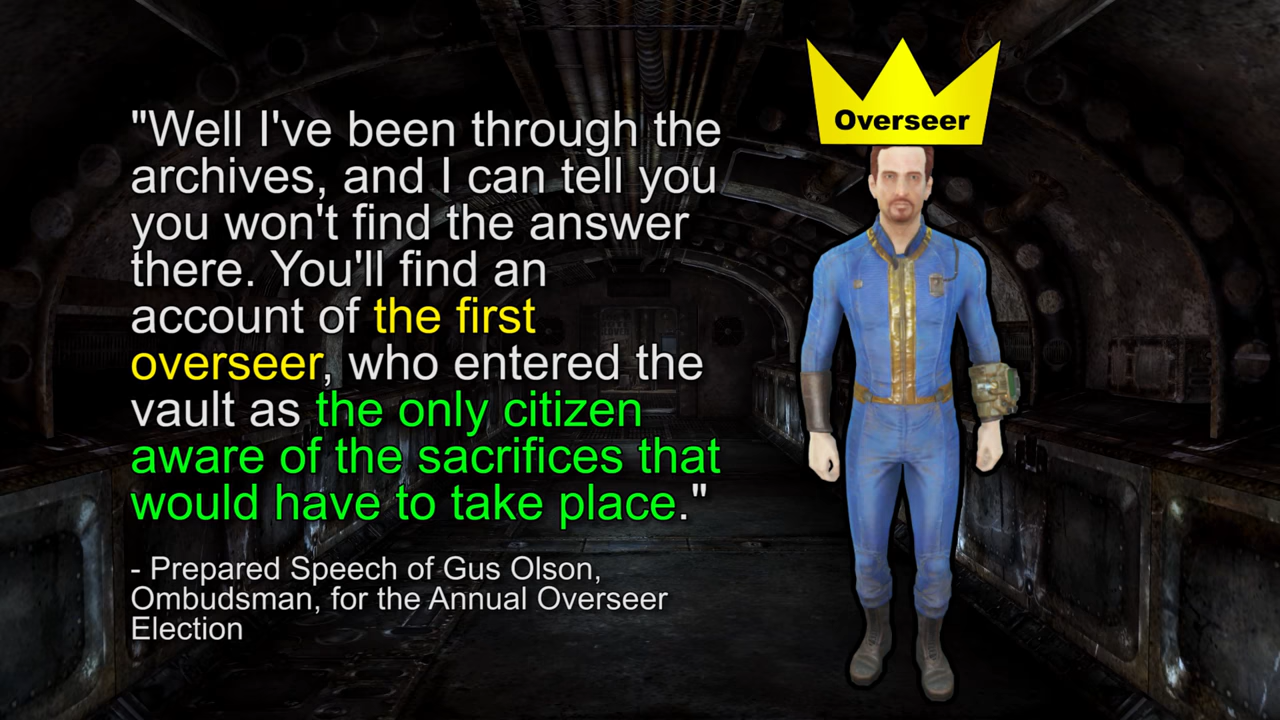 Overseer
"Well I've been through the
archives, and I can tell you
you won't find the answer
there. You'll find an
account of the first
overseer, who entered the
vault as the only citizen
aware of the sacrifices that
would have to take place."
- Prepared Speech of Gus Olson,
Ombudsman, for the Annual Overseer
Election